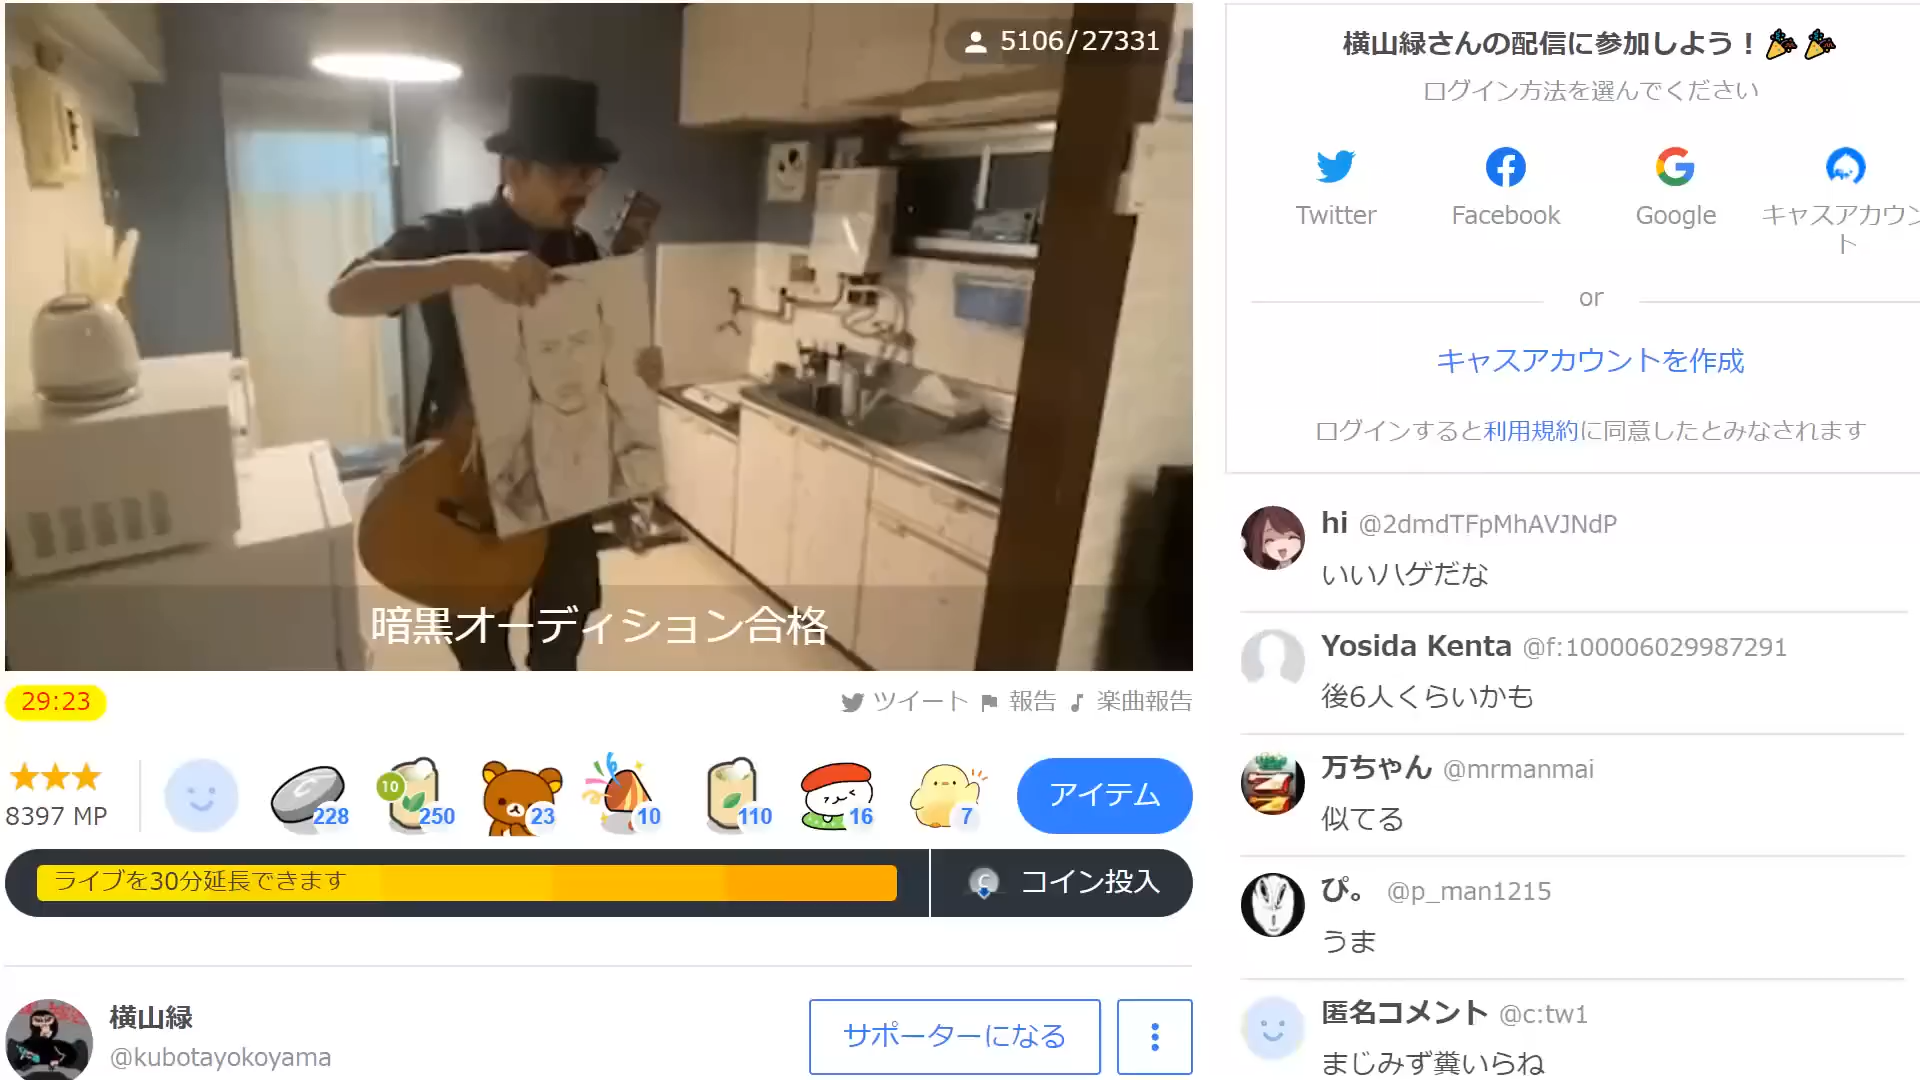 5106/27331
暗黒オーディション合格
29:23
ツイート 報告 楽曲報告
8397 MP
228
10
250
23
10
110
16
7
アイテム
ライブを30分延長できます
コイン投入
横山緑
@kubotayokoyama
サポーターになる
横山緑さんの配信に参加しよう！
ログイン方法を選んでください
Twitter
Facebook
Google
キャスアカウン
ト
or
キャスアカウントを作成
ログインすると利用規約に同意したとみなされます
hi @2dmdTFpMhAVJNdP
いいハゲだな
Yosida Kenta @f:100006029987291
後6人くらいかも
万ちゃん @mrmanmai
似てる
ぴ。 @p_man1215
うま
匿名コメント @c:tw1
まじみず糞いらね